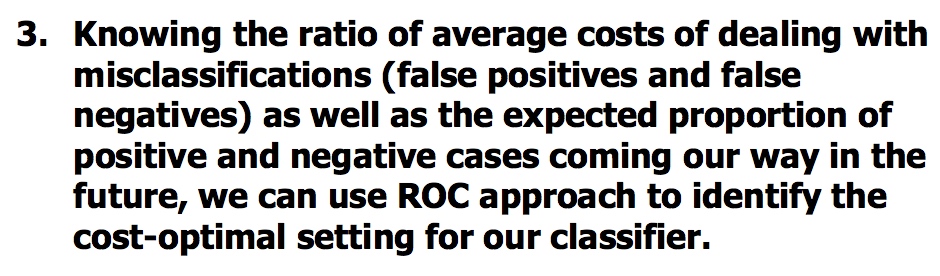 3. Knowing the ratio of average costs of dealing with
misclassifications (false positives and false
negatives) as well as the expected proportion of
positive and negative cases coming our way in the
future, we can use ROC approach to identify the
cost-optimal setting for our classifier.